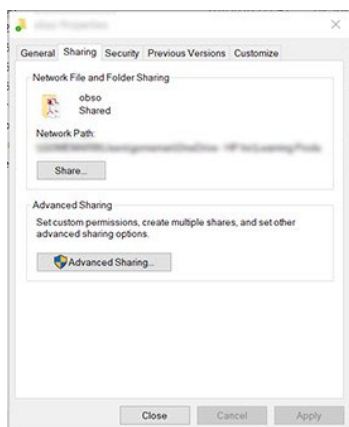 General Sharing Security Previous Versions Customize
Network File and Folder Sharing
obso
Shared
Network Path:
Share...
Advanced Sharing
Set custom permissions, create multiple shares, and set other
advanced sharing options.
Advanced Sharing...
Close Cancel Apply